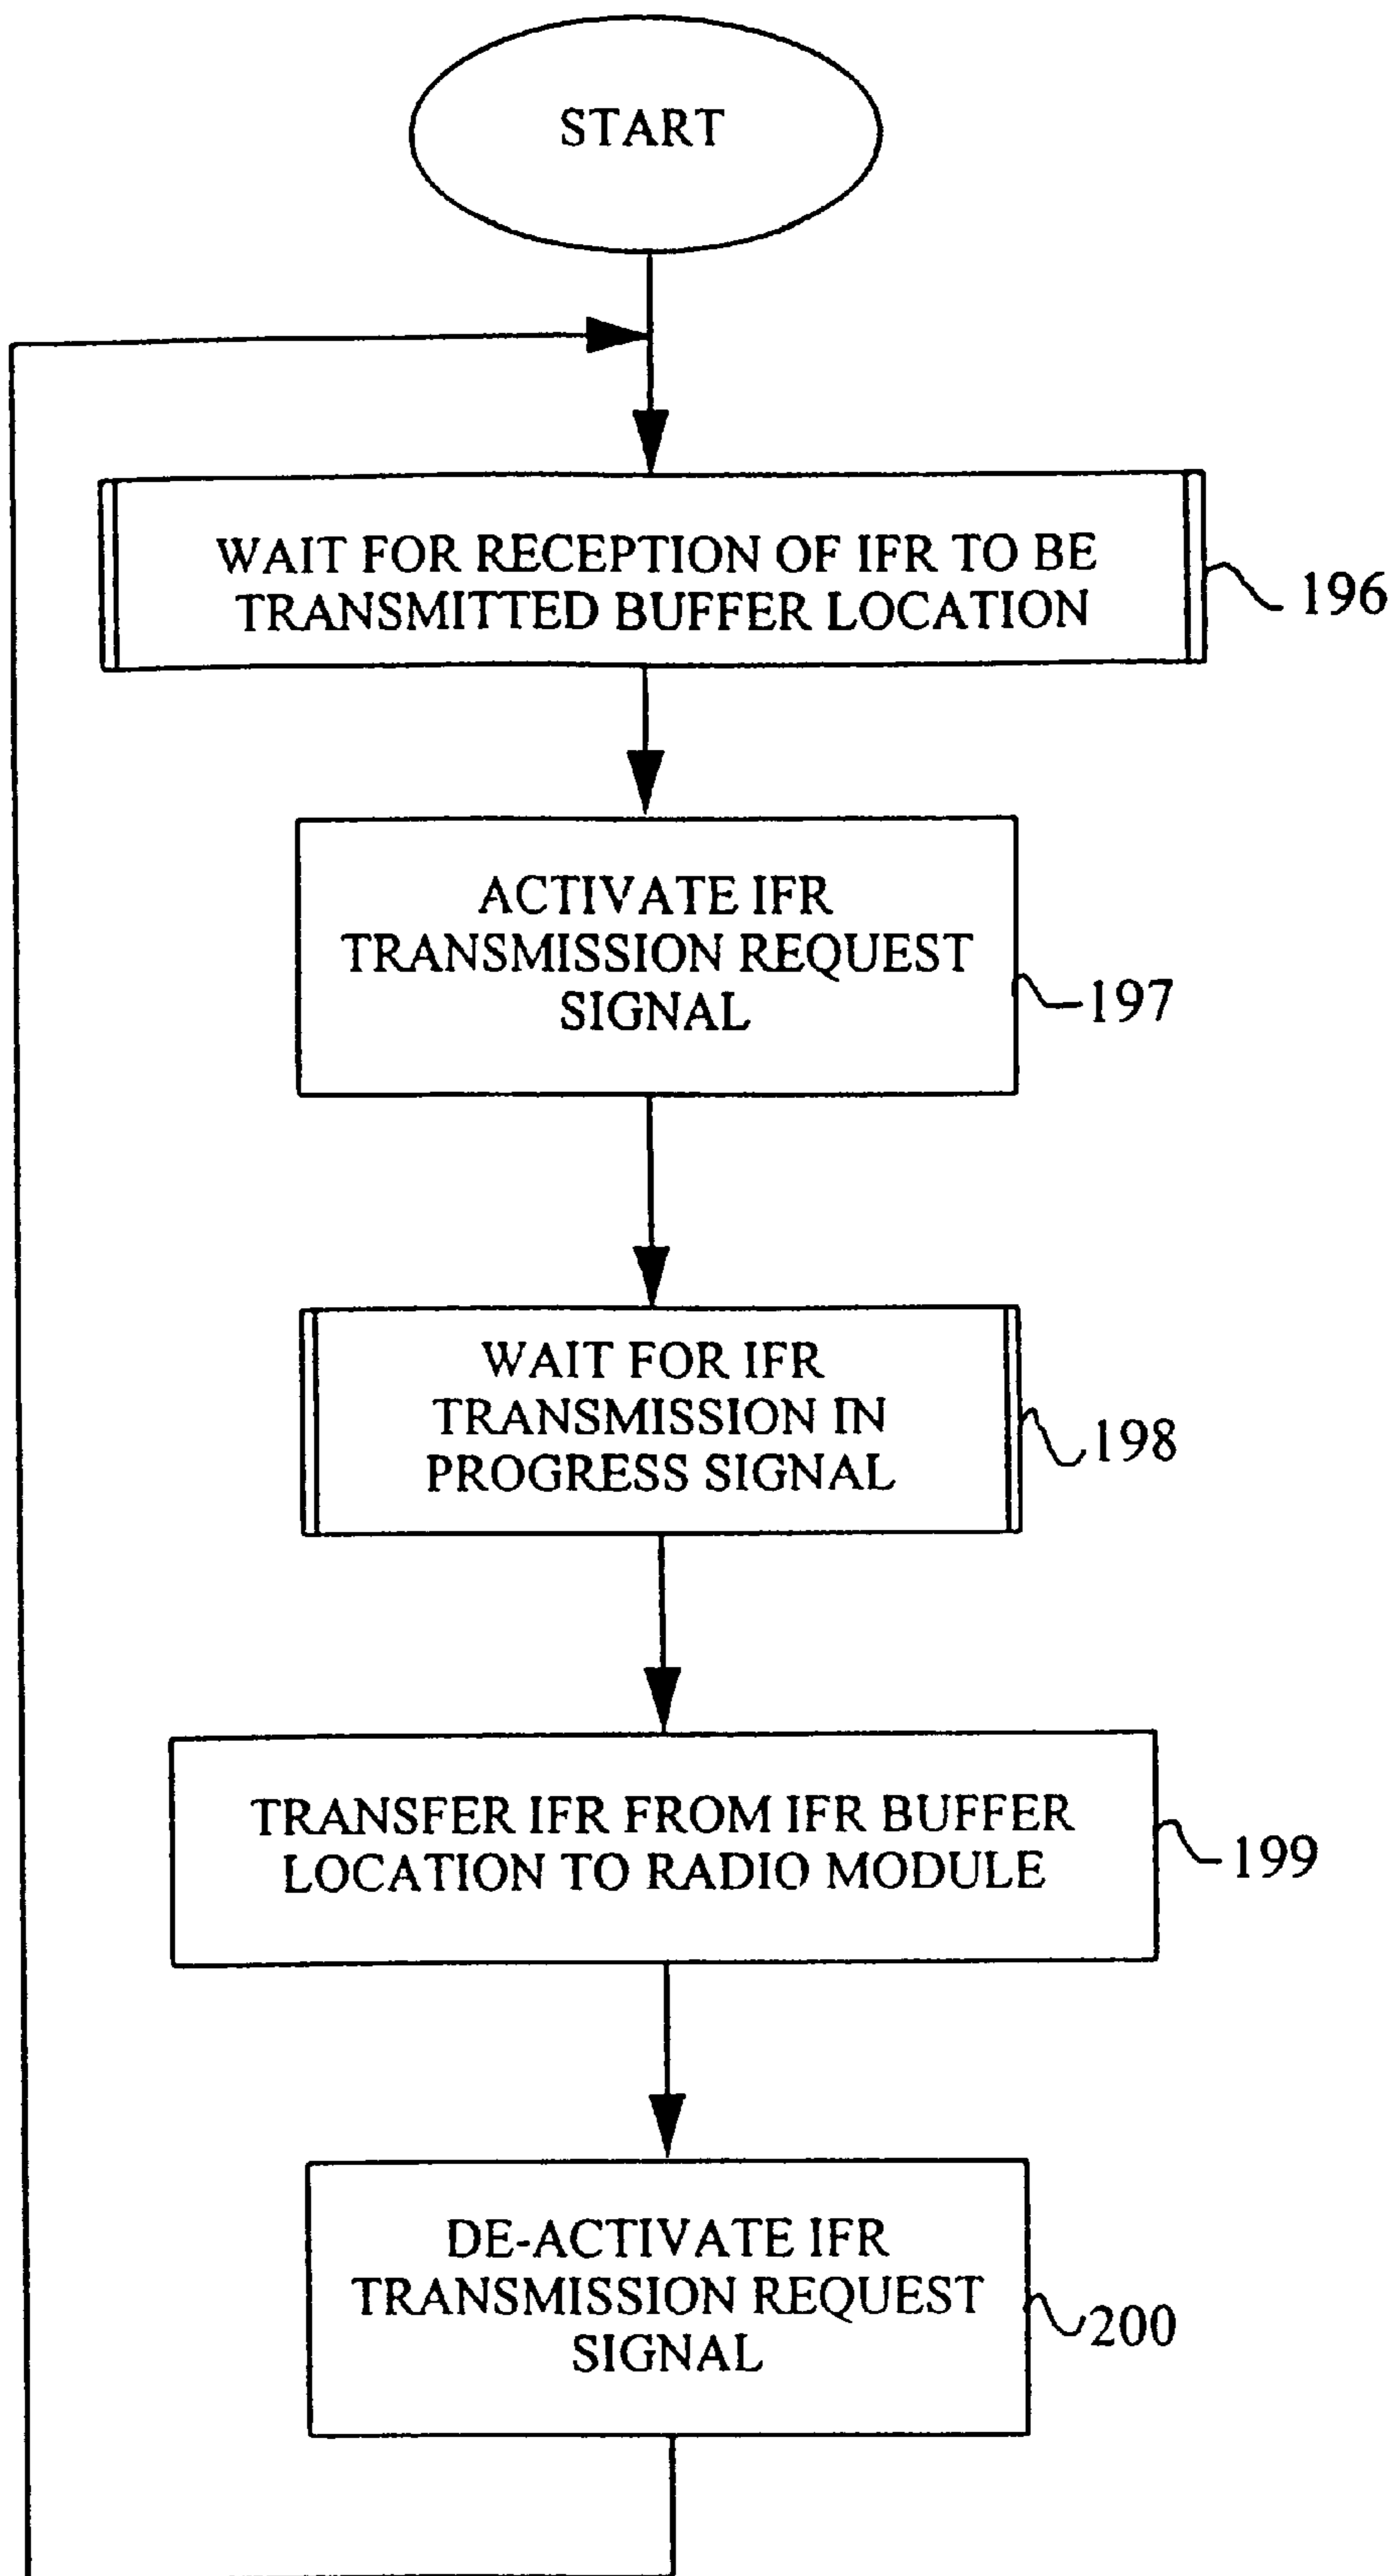 START
WAIT FOR RECEPTION OF IFR TO BE
TRANSMITTED BUFFER LOCATION
196
ACTIVATE IFR
TRANSMISSION REQUEST
SIGNAL
197
WAIT FOR IFR
TRANSMISSION IN
PROGRESS SIGNAL
198
TRANSFER IFR FROM IFR BUFFER
LOCATION TO RADIO MODULE
199
DE-ACTIVATE IFR
TRANSMISSION REQUEST
SIGNAL
200